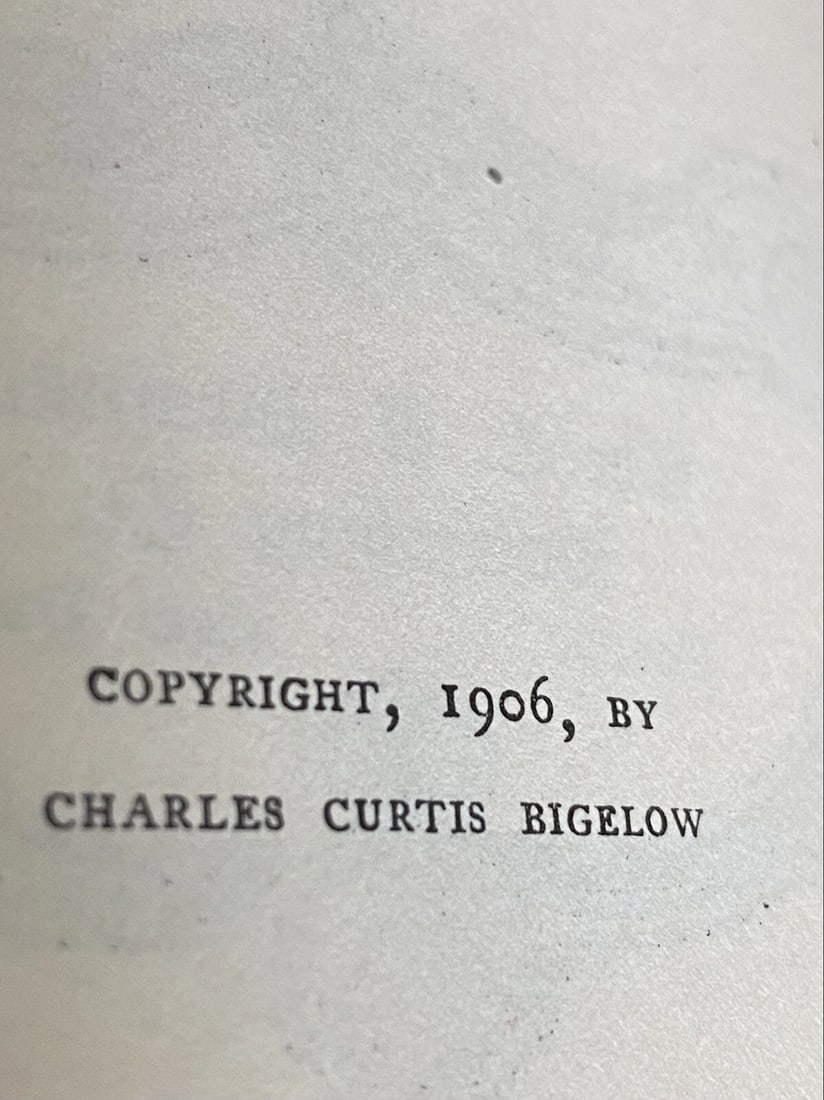 COPYRIGHT, 1906, BY
CHARLES CURTIS BIGELOW